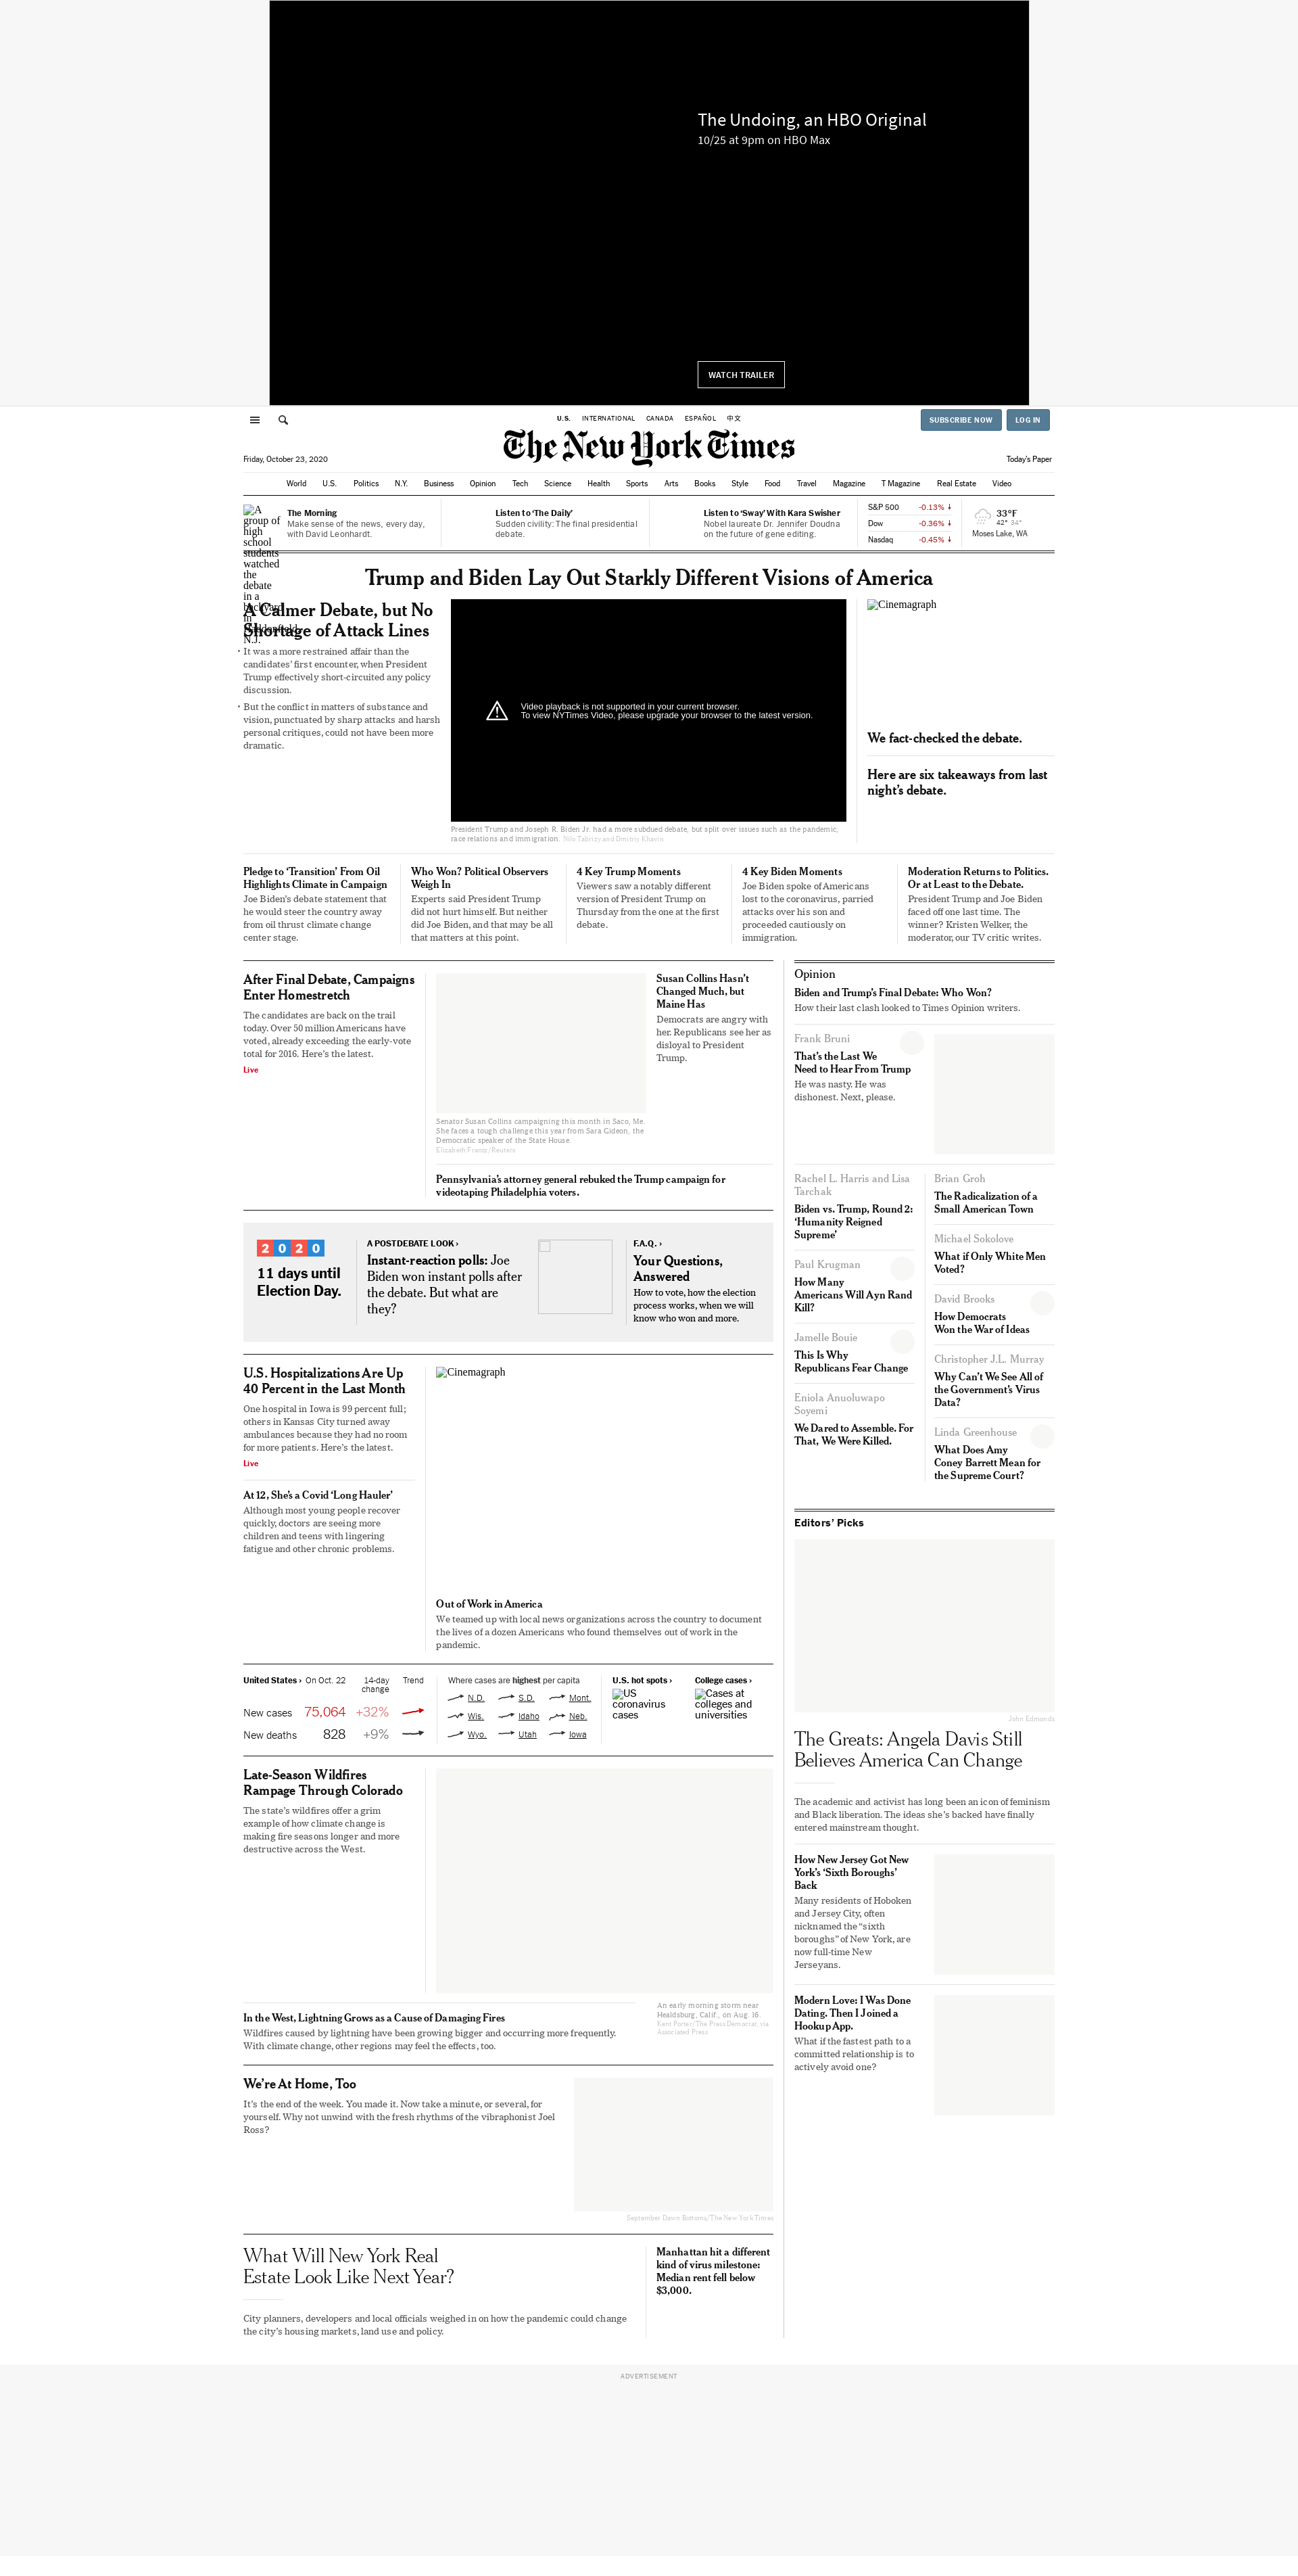 The Undoing, an HBO Original
10/25 at 9pm on HBO Max
WATCH TRAILER
U.S. INTERNATIONAL CANADA ESPAÑOL 中文
SUBSCRIBE NOW LOG IN
The New York Times
Friday, October 23, 2020
Today's Paper
World U.S. Politics N.Y. Business Opinion Tech Science Health Sports Arts Books Style Food Travel Magazine T Magazine Real Estate Video
A
group of
high
school
students
watched
the
debate
in a
backyard
in
Haddonfield,
N.J.
The Morning
Make sense of the news, every day,
with David Leonhardt.
Listen to ‘The Daily’
Sudden civility: The final presidential
debate.
Listen to ‘Sway’ With Kara Swisher
Nobel laureate Dr. Jennifer Doudna
on the future of gene editing.
S&P 500 -0.13% ↓
Dow -0.36% ↓
Nasdaq -0.45% ↓
33°F
42° 34°
Moses Lake, WA
Trump and Biden Lay Out Starkly Different Visions of America
A Calmer Debate, but No
Shortage of Attack Lines
• It was a more restrained affair than the
candidates’ first encounter, when President
Trump effectively short-circuited any policy
discussion.
• But the conflict in matters of substance and
vision, punctuated by sharp attacks and harsh
personal critiques, could not have been more
dramatic.
Video playback is not supported in your current browser.
To view NYTimes Video, please upgrade your browser to the latest version.
President Trump and Joseph R. Biden Jr. had a more subdued debate, but split over issues such as the pandemic,
race relations and immigration. Nilo Tabrizy and Dmitriy Khavin
Cinemagraph
We fact-checked the debate.
Here are six takeaways from last
night’s debate.
Pledge to ‘Transition’ From Oil
Highlights Climate in Campaign
Joe Biden’s debate statement that
he would steer the country away
from oil thrust climate change
center stage.
Who Won? Political Observers
Weigh In
Experts said President Trump
did not hurt himself. But neither
did Joe Biden, and that may be all
that matters at this point.
4 Key Trump Moments
Viewers saw a notably different
version of President Trump on
Thursday from the one at the first
debate.
4 Key Biden Moments
Joe Biden spoke of Americans
lost to the coronavirus, parried
attacks over his son and
proceeded cautiously on
immigration.
Moderation Returns to Politics.
Or at Least to the Debate.
President Trump and Joe Biden
faced off one last time. The
winner? Kristen Welker, the
moderator, our TV critic writes.
After Final Debate, Campaigns
Enter Homestretch
The candidates are back on the trail
today. Over 50 million Americans have
voted, already exceeding the early-vote
total for 2016. Here’s the latest.
Live
Senator Susan Collins campaigning this month in Saco, Me.
She faces a tough challenge this year from Sara Gideon, the
Democratic speaker of the State House.
Elizabeth Frantz/Reuters
Susan Collins Hasn’t
Changed Much, but
Maine Has
Democrats are angry with
her. Republicans see her as
disloyal to President
Trump.
Pennsylvania’s attorney general rebuked the Trump campaign for
videotaping Philadelphia voters.
2020
11 days until
Election Day.
A POSTDEBATE LOOK ›
Instant-reaction polls: Joe
Biden won instant polls after
the debate. But what are
they?
F.A.Q. ›
Your Questions,
Answered
How to vote, how the election
process works, when we will
know who won and more.
U.S. Hospitalizations Are Up
40 Percent in the Last Month
One hospital in Iowa is 99 percent full;
others in Kansas City turned away
ambulances because they had no room
for more patients. Here’s the latest.
Live
At 12, She’s a Covid ‘Long Hauler’
Although most young people recover
quickly, doctors are seeing more
children and teens with lingering
fatigue and other chronic problems.
Cinemagraph
Out of Work in America
We teamed up with local news organizations across the country to document
the lives of a dozen Americans who found themselves out of work in the
pandemic.
United States › On Oct. 22 14-day
change Trend
New cases 75,064 +32%
New deaths 828 +9%
Where cases are highest per capita
N.D. S.D. Mont.
Wis. Idaho Neb.
Wyo. Utah Iowa
U.S. hot spots ›
US
coronavirus
cases
College cases ›
Cases at
colleges and
universities
Late-Season Wildfires
Rampage Through Colorado
The state’s wildfires offer a grim
example of how climate change is
making fire seasons longer and more
destructive across the West.
In the West, Lightning Grows as a Cause of Damaging Fires
Wildfires caused by lightning have been growing bigger and occurring more frequently.
With climate change, other regions may feel the effects, too.
An early morning storm near
Healdsburg, Calif., on Aug. 16.
Kent Porter/The Press Democrat, via
Associated Press
We’re At Home, Too
It’s the end of the week. You made it. Now take a minute, or several, for
yourself. Why not unwind with the fresh rhythms of the vibraphonist Joel
Ross?
September Dawn Bottoms/The New York Times
What Will New York Real
Estate Look Like Next Year?
City planners, developers and local officials weighed in on how the pandemic could change
the city’s housing markets, land use and policy.
Manhattan hit a different
kind of virus milestone:
Median rent fell below
$3,000.
Opinion
Biden and Trump’s Final Debate: Who Won?
How their last clash looked to Times Opinion writers.
Frank Bruni
That’s the Last We
Need to Hear From Trump
He was nasty. He was
dishonest. Next, please.
Rachel L. Harris and Lisa
Tarchak
Biden vs. Trump, Round 2:
‘Humanity Reigned
Supreme’
Paul Krugman
How Many
Americans Will Ayn Rand
Kill?
Jamelle Bouie
This Is Why
Republicans Fear Change
Eniola Anuoluwapo
Soyemi
We Dared to Assemble. For
That, We Were Killed.
Brian Groh
The Radicalization of a
Small American Town
Michael Sokolove
What if Only White Men
Voted?
David Brooks
How Democrats
Won the War of Ideas
Christopher J.L. Murray
Why Can’t We See All of
the Government’s Virus
Data?
Linda Greenhouse
What Does Amy
Coney Barrett Mean for
the Supreme Court?
Editors’ Picks
John Edmonds
The Greats: Angela Davis Still
Believes America Can Change
The academic and activist has long been an icon of feminism
and Black liberation. The ideas she’s backed have finally
entered mainstream thought.
How New Jersey Got New
York’s ‘Sixth Boroughs’
Back
Many residents of Hoboken
and Jersey City, often
nicknamed the “sixth
boroughs” of New York, are
now full-time New
Jerseyans.
Modern Love: I Was Done
Dating. Then I Joined a
Hookup App.
What if the fastest path to a
committed relationship is to
actively avoid one?
ADVERTISEMENT